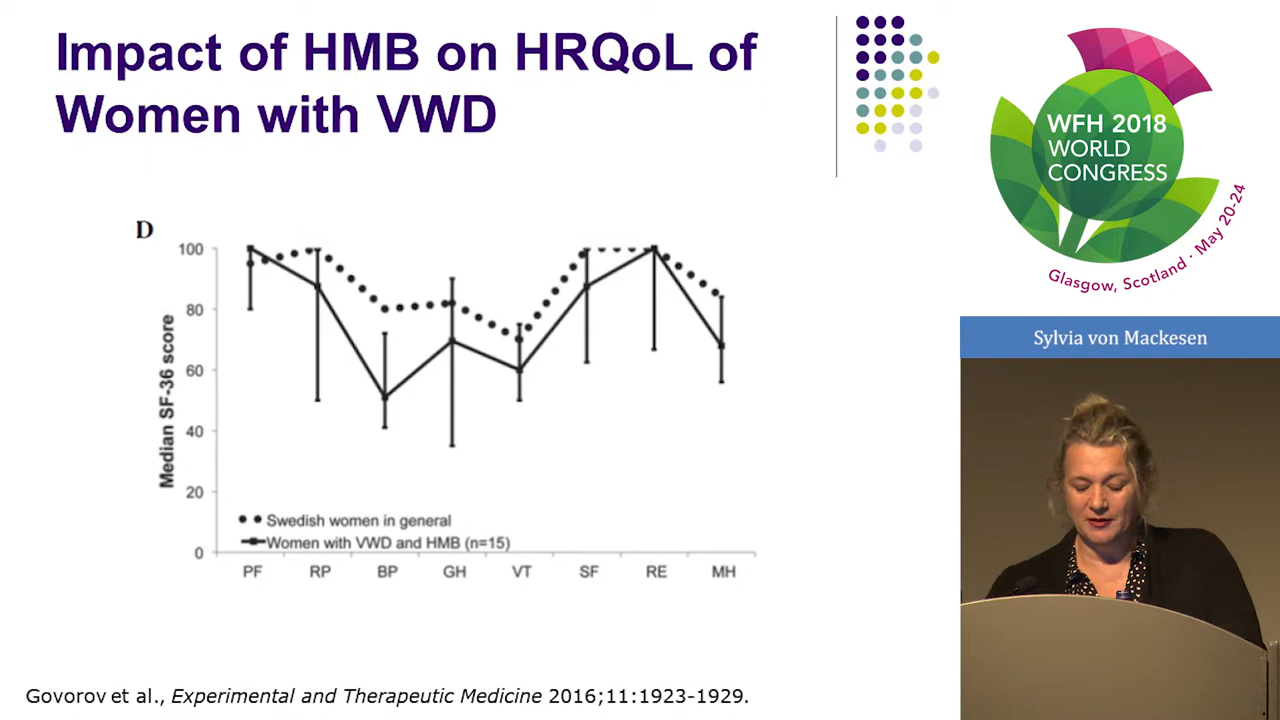 Impact of HMB on HRQoL of
Women with VWD
D
Median SF-36 score
100
80
60
40
20
0
Swedish women in general
Women with VWD and HMB (n=15)
PF RP BP GH VT SF RE MH
Govorov et al., Experimental and Therapeutic Medicine 2016;11:1923-1929.
WFH 2018
WORLD
CONGRESS
Glasgow, Scotland · May 20-24
Sylvia von Mackesen